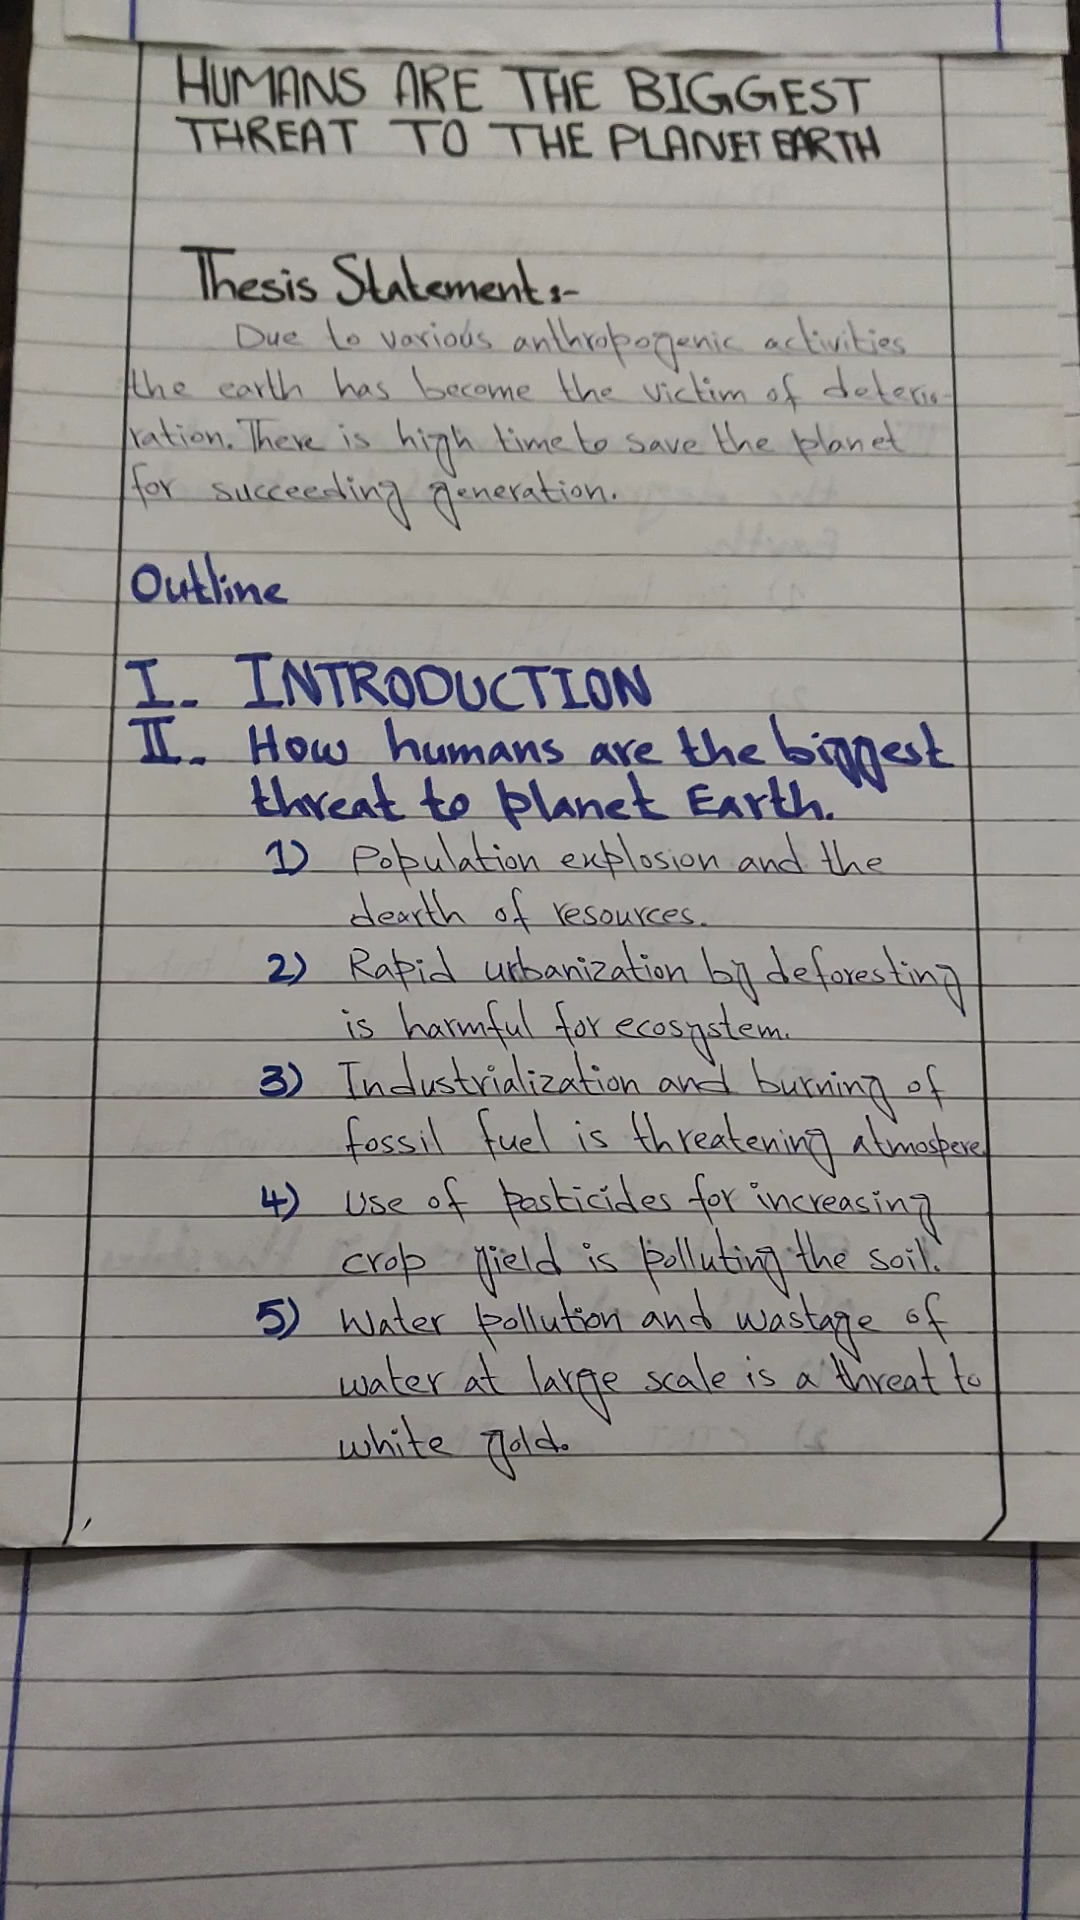 HUMANS ARE THE BIGGEST
THREAT TO THE PLANET EARTH
Thesis Statement:-
Due to various anthropogenic activities
the earth has become the victim of deterio-
ration. There is high time to save the planet
for succeeding generation.
Outline
I. INTRODUCTION
II. How humans are the biggest
threat to planet Earth.
1) Population explosion and the
dearth of resources.
2) Rapid urbanization by deforesting
is harmful for ecosystem.
3) Industrialization and burning of
fossil fuel is threatening atmospere
4) Use of pesticides for increasing
crop yield is polluting the soil.
5) Water pollution and wastage of
water at large scale is a threat to
white gold.